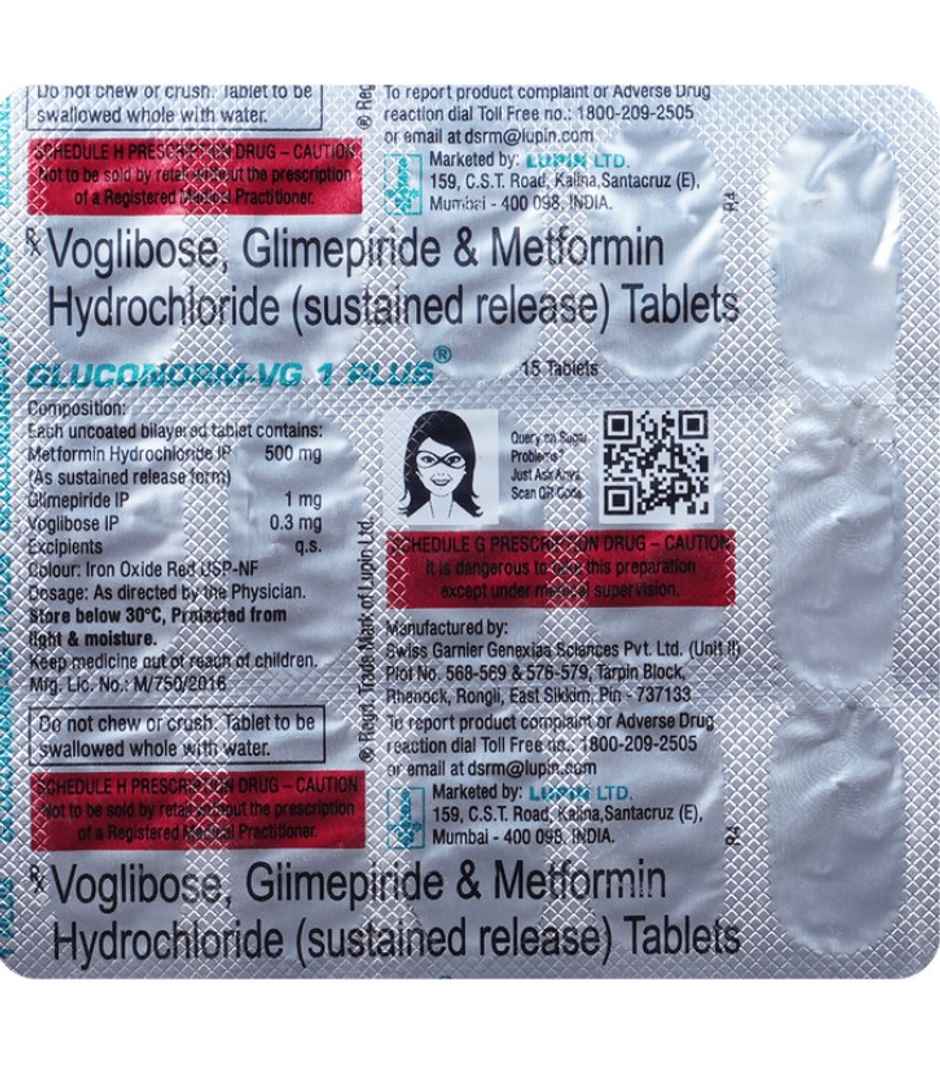 Do not chew or crush. Tablet to be
swallowed whole with water.
SCHEDULE H PRESCRIPTION DRUG – CAUTION
Not to be sold by retail without the prescription
of a Registered Medical Practitioner.
® Reg
To report product complaint or Adverse Drug
reaction dial Toll Free no.: 1800-209-2505
or email at dsrm@lupin.com
Marketed by: LUPIN LTD.
159, C.S.T. Road, Kalina,Santacruz (E),
Mumbai - 400 098, INDIA.
R4
Rx Voglibose, Glimepiride & Metformin
Hydrochloride (sustained release) Tablets
GLUCONORM-VG 1 PLUS®
15 Tablets
Composition:
Each uncoated bilayered tablet contains:
Metformin Hydrochloride IP 500 mg
(As sustained release form)
Glimepiride IP 1 mg
Voglibose IP 0.3 mg
Excipients q.s.
Colour: Iron Oxide Red USP-NF
Dosage: As directed by the Physician.
Store below 30°C, Protected from
light & moisture.
Keep medicine out of reach of children.
Mfg. Lic. No.: M/750/2016
® Regd. Trade Mark of Lupin Ltd.
Query on Sugar
Problems?
Just Ask Anya
Scan QR Code
SCHEDULE G PRESCRIPTION DRUG – CAUTION
It is dangerous to take this preparation
except under medical supervision.
Manufactured by:
Swiss Garnier Genexiaa Sciences Pvt. Ltd. (Unit II)
Plot No. 568-569 & 576-579, Tarpin Block,
Rhenock, Rongli, East Sikkim, Pin - 737133
Do not chew or crush. Tablet to be
swallowed whole with water.
SCHEDULE H PRESCRIPTION DRUG – CAUTION
Not to be sold by retail without the prescription
of a Registered Medical Practitioner.
To report product complaint or Adverse Drug
reaction dial Toll Free no.: 1800-209-2505
or email at dsrm@lupin.com
Marketed by: LUPIN LTD.
159, C.S.T. Road, Kalina,Santacruz (E),
Mumbai - 400 098, INDIA.
R4
Rx Voglibose, Glimepiride & Metformin
Hydrochloride (sustained release) Tablets